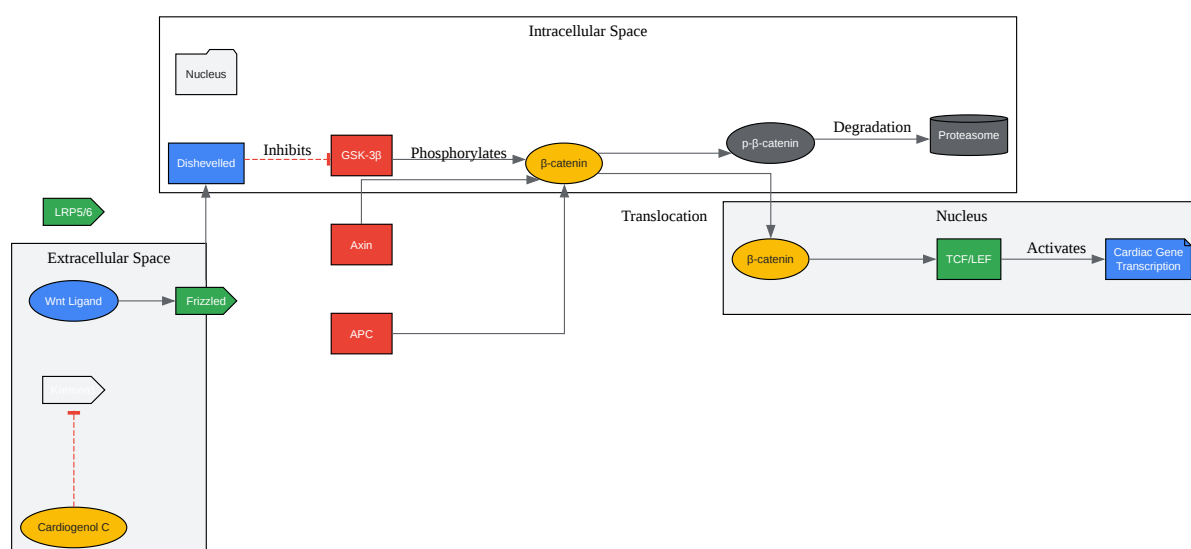 Intracellular Space
Nucleus
Dishevelled
Inhibits
GSK-3β
Phosphorylates
β-catenin
p-β-catenin
Degradation
Proteasome
LRP5/6
Axin
Translocation
Nucleus
β-catenin
TCF/LEF
Activates
Cardiac Gene
Transcription
Extracellular Space
Wnt Ligand
Frizzled
APC
Cardiogenol C